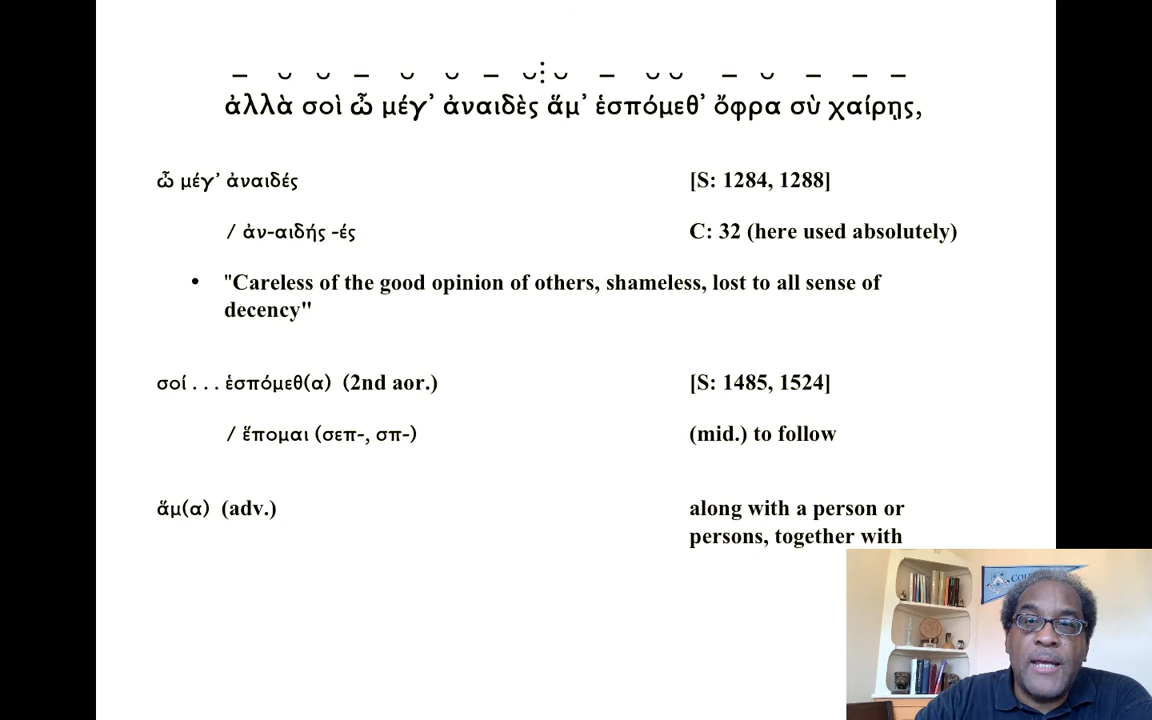 – ᴗ ᴗ – ᴗ ᴗ – ᴗ⋮ᴗ – ᴗ ᴗ – ᴗ – – –
ἀλλὰ σοὶ ὦ μέγ’ ἀναιδὲς ἅμ’ ἑσπόμεθ’ ὄφρα σὺ χαίρῃς,
ὦ μέγ’ ἀναιδές [S: 1284, 1288]
/ ἀν-αιδής -ές C: 32 (here used absolutely)
• "Careless of the good opinion of others, shameless, lost to all sense of
decency"
σοί . . . ἑσπόμεθ(α) (2nd aor.) [S: 1485, 1524]
/ ἕπομαι (σεπ-, σπ-) (mid.) to follow
ἅμ(α) (adv.) along with a person or
persons, together with